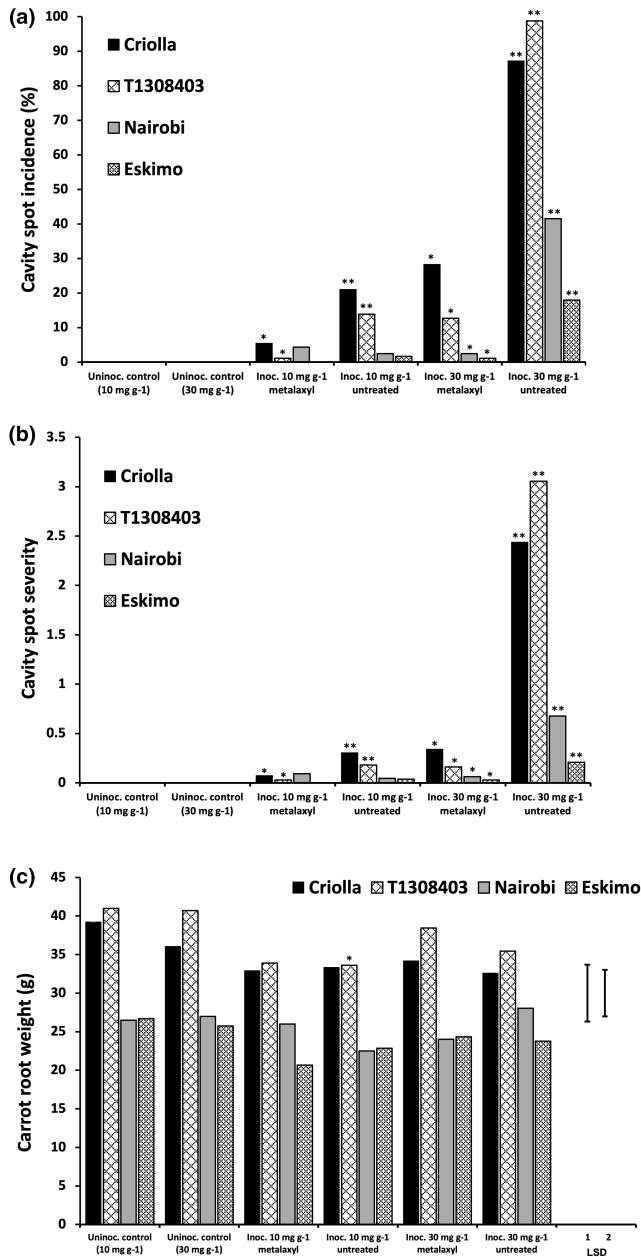 (a)
Cavity spot incidence (%)
100
90
80
70
60
50
40
30
20
10
0
Criolla
T1308403
Nairobi
Eskimo
* * * ** ** * * * * ** ** ** **
Uninoc. control (10 mg g-1)
Uninoc. control (30 mg g-1)
Inoc. 10 mg g-1 metalaxyl
Inoc. 10 mg g-1 untreated
Inoc. 30 mg g-1 metalaxyl
Inoc. 30 mg g-1 untreated
(b)
Cavity spot severity
3.5
3
2.5
2
1.5
1
0.5
0
Criolla
T1308403
Nairobi
Eskimo
* * ** ** * * * * ** ** ** **
Uninoc. control (10 mg g-1)
Uninoc. control (30 mg g-1)
Inoc. 10 mg g-1 metalaxyl
Inoc. 10 mg g-1 untreated
Inoc. 30 mg g-1 metalaxyl
Inoc. 30 mg g-1 untreated
(c)
Carrot root weight (g)
45
40
35
30
25
20
15
10
5
0
Criolla T1308403 Nairobi Eskimo
*
Uninoc. control (10 mg g-1)
Uninoc. control (30 mg g-1)
Inoc. 10 mg g-1 metalaxyl
Inoc. 10 mg g-1 untreated
Inoc. 30 mg g-1 metalaxyl
Inoc. 30 mg g-1 untreated
1 2
LSD